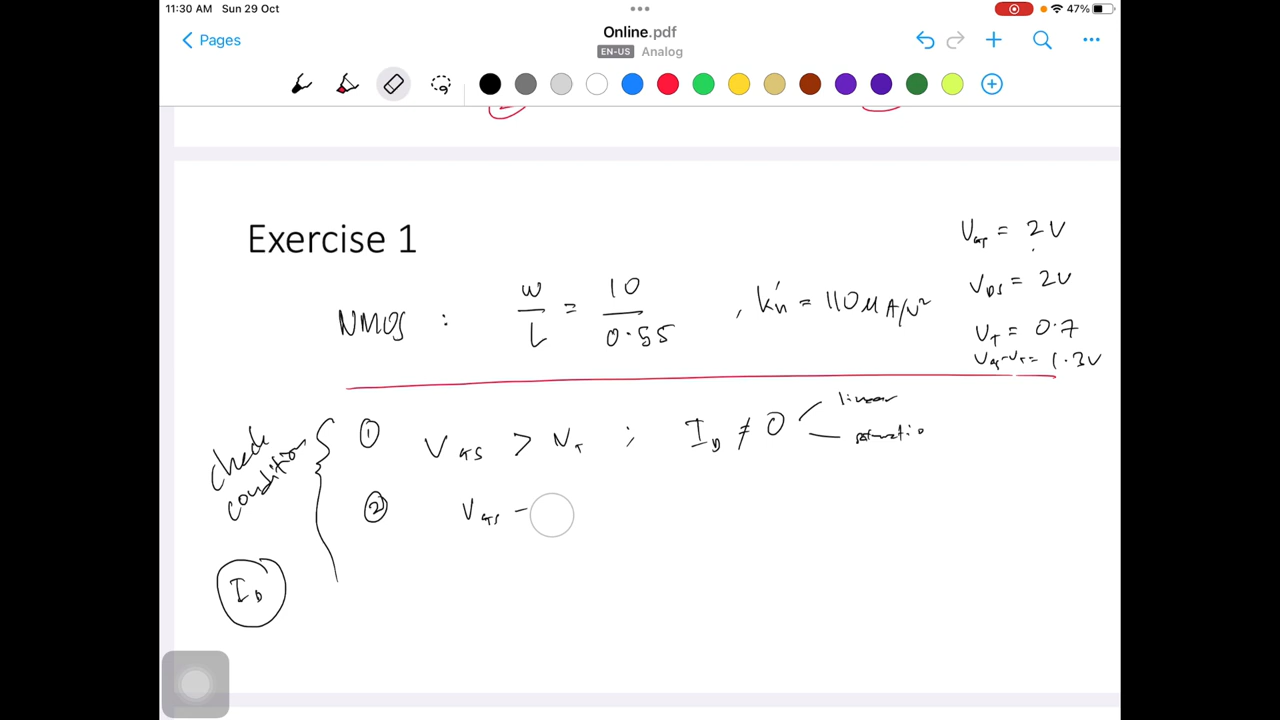 11:30 AM Sun 29 Oct
47%
Pages
Online.pdf
EN-US Analog
Exercise 1
NMOS : W/L = 10/0.55 , k'n = 110 μA/V²
VGS = 2V
VDS = 2V
VT = 0.7
VGS-VT = 1.3V
check condition
① VGS > VT ; ID ≠ 0
linear
saturatio
② VGS -
ID